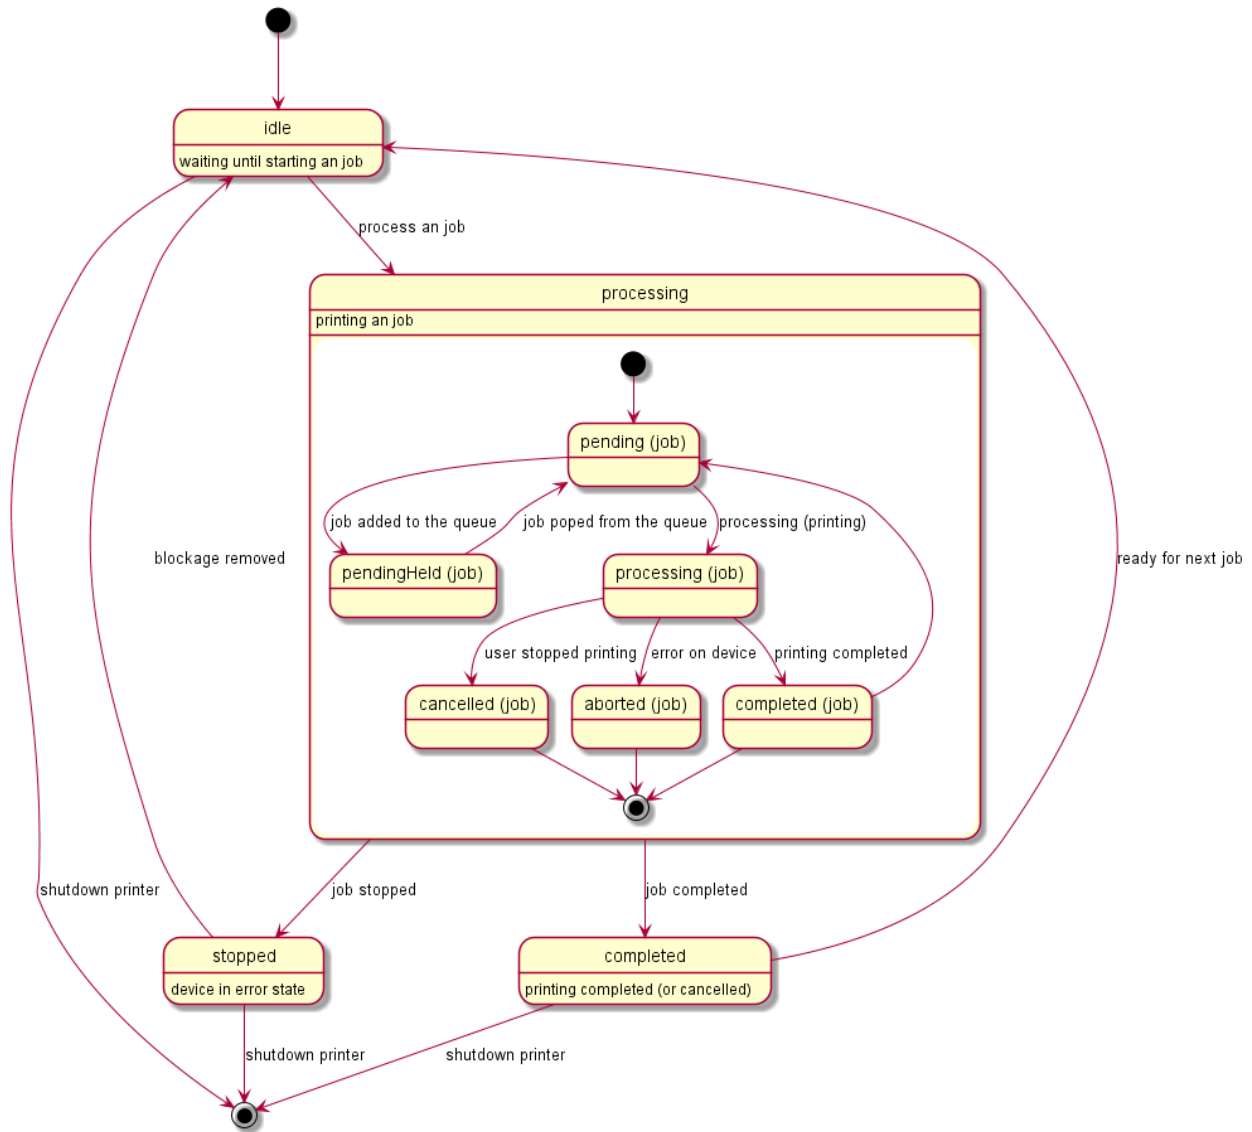 idle
waiting until starting an job
process an job
processing
printing an job
pending (job)
job added to the queue
job poped from the queue
processing (printing)
blockage removed
ready for next job
pendingHeld (job)
processing (job)
user stopped printing
error on device
printing completed
cancelled (job)
aborted (job)
completed (job)
shutdown printer
job stopped
job completed
stopped
device in error state
completed
printing completed (or cancelled)
shutdown printer
shutdown printer